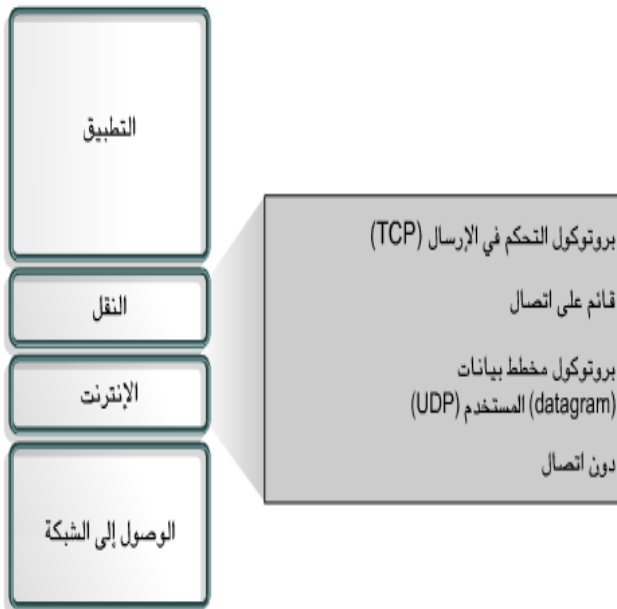 التطبيق
النقل
الإنترنت
الوصول إلى الشبكة
بروتوكول التحكم في الإرسال (TCP)
قائم على اتصال
بروتوكول مخطط بيانات
(datagram) المستخدم (UDP)
دون اتصال